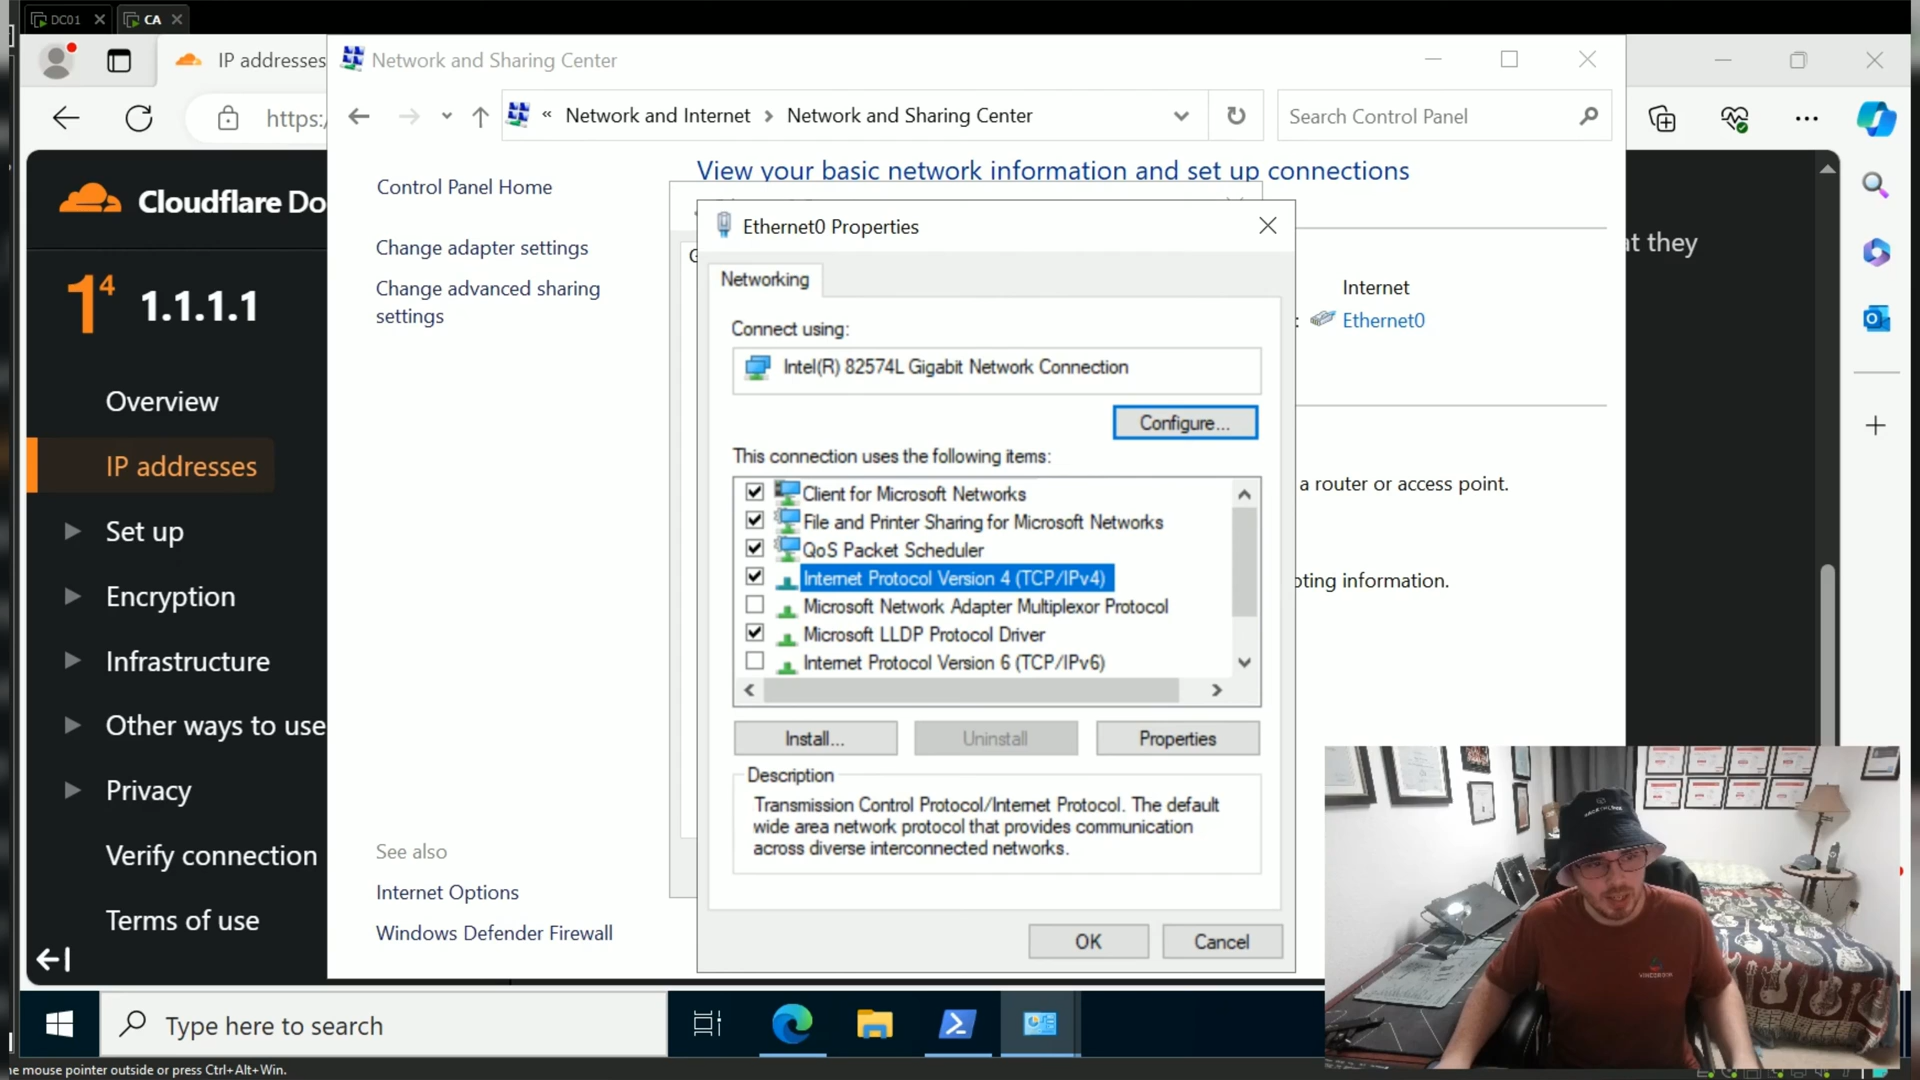 DC01
CA
IP addresses
https:/
Cloudflare Do
1.1.1.1
Overview
IP addresses
Set up
Encryption
Infrastructure
Other ways to use
Privacy
Verify connection
Terms of use
Network and Sharing Center
« Network and Internet > Network and Sharing Center
Search Control Panel
Control Panel Home
Change adapter settings
Change advanced sharing
settings
See also
Internet Options
Windows Defender Firewall
View your basic network information and set up connections
Internet
Ethernet0
a router or access point.
oting information.
at they
Ethernet0 Properties
Networking
Connect using:
Intel(R) 82574L Gigabit Network Connection
Configure...
This connection uses the following items:
Client for Microsoft Networks
File and Printer Sharing for Microsoft Networks
QoS Packet Scheduler
Internet Protocol Version 4 (TCP/IPv4)
Microsoft Network Adapter Multiplexor Protocol
Microsoft LLDP Protocol Driver
Internet Protocol Version 6 (TCP/IPv6)
Install...
Uninstall
Properties
Description
Transmission Control Protocol/Internet Protocol. The default
wide area network protocol that provides communication
across diverse interconnected networks.
OK
Cancel
Type here to search
e mouse pointer outside or press Ctrl+Alt+Win.